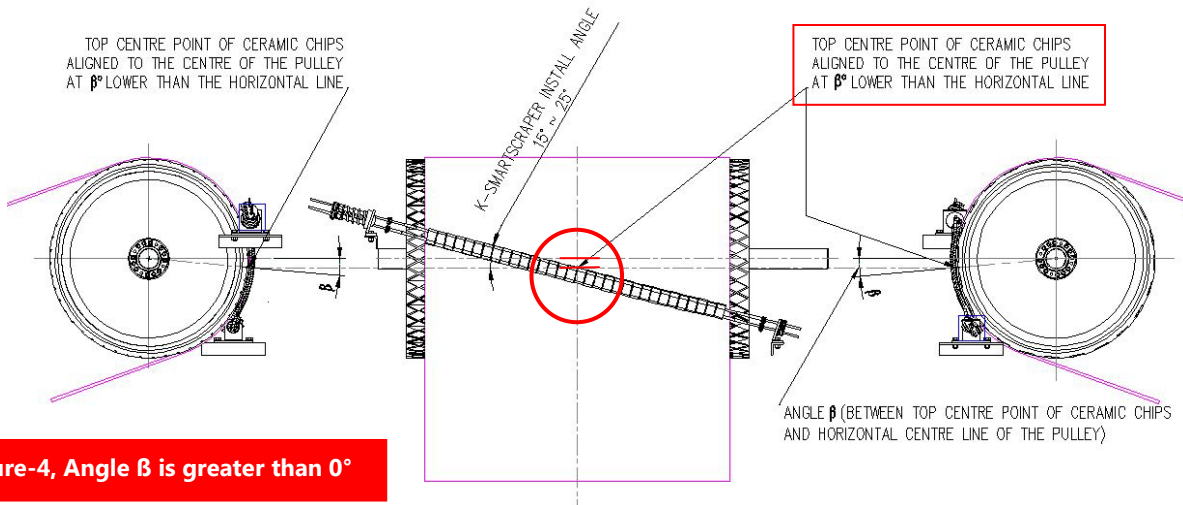 TOP CENTRE POINT OF CERAMIC CHIPS
ALIGNED TO THE CENTRE OF THE PULLEY
AT β° LOWER THAN THE HORIZONTAL LINE
K-SMARTSCRAPER INSTALL ANGLE
15° ~ 25°
TOP CENTRE POINT OF CERAMIC CHIPS
ALIGNED TO THE CENTRE OF THE PULLEY
AT β° LOWER THAN THE HORIZONTAL LINE
β
β
ANGLE β (BETWEEN TOP CENTRE POINT OF CERAMIC CHIPS
AND HORIZONTAL CENTRE LINE OF THE PULLEY)
ure-4, Angle ß is greater than 0°